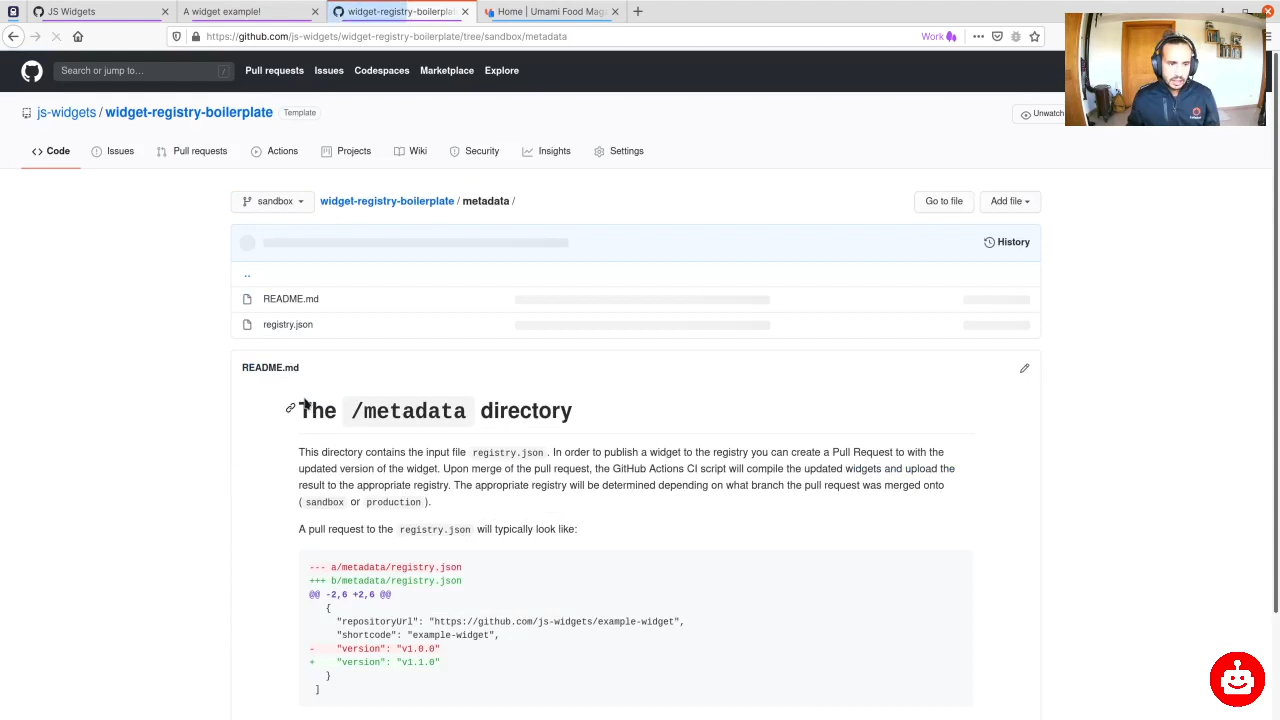 JS Widgets
A widget example!
widget-registry-boilerplate
Home | Umami Food Mag
https://github.com/js-widgets/widget-registry-boilerplate/tree/sandbox/metadata
Work
Search or jump to…
/
Pull requests
Issues
Codespaces
Marketplace
Explore
js-widgets / widget-registry-boilerplate
Template
Unwatch
Code
Issues
Pull requests
Actions
Projects
Wiki
Security
Insights
Settings
sandbox
widget-registry-boilerplate / metadata /
Go to file
Add file
History
..
README.md
registry.json
README.md
The /metadata directory
This directory contains the input file registry.json. In order to publish a widget to the registry you can create a Pull Request to with the
updated version of the widget. Upon merge of the pull request, the GitHub Actions CI script will compile the updated widgets and upload the
result to the appropriate registry. The appropriate registry will be determined depending on what branch the pull request was merged onto
(sandbox or production).
A pull request to the registry.json will typically look like:
--- a/metadata/registry.json
+++ b/metadata/registry.json
@@ -2,6 +2,6 @@
{
"repositoryUrl": "https://github.com/js-widgets/example-widget",
"shortcode": "example-widget",
- "version": "v1.0.0"
+ "version": "v1.1.0"
}
]